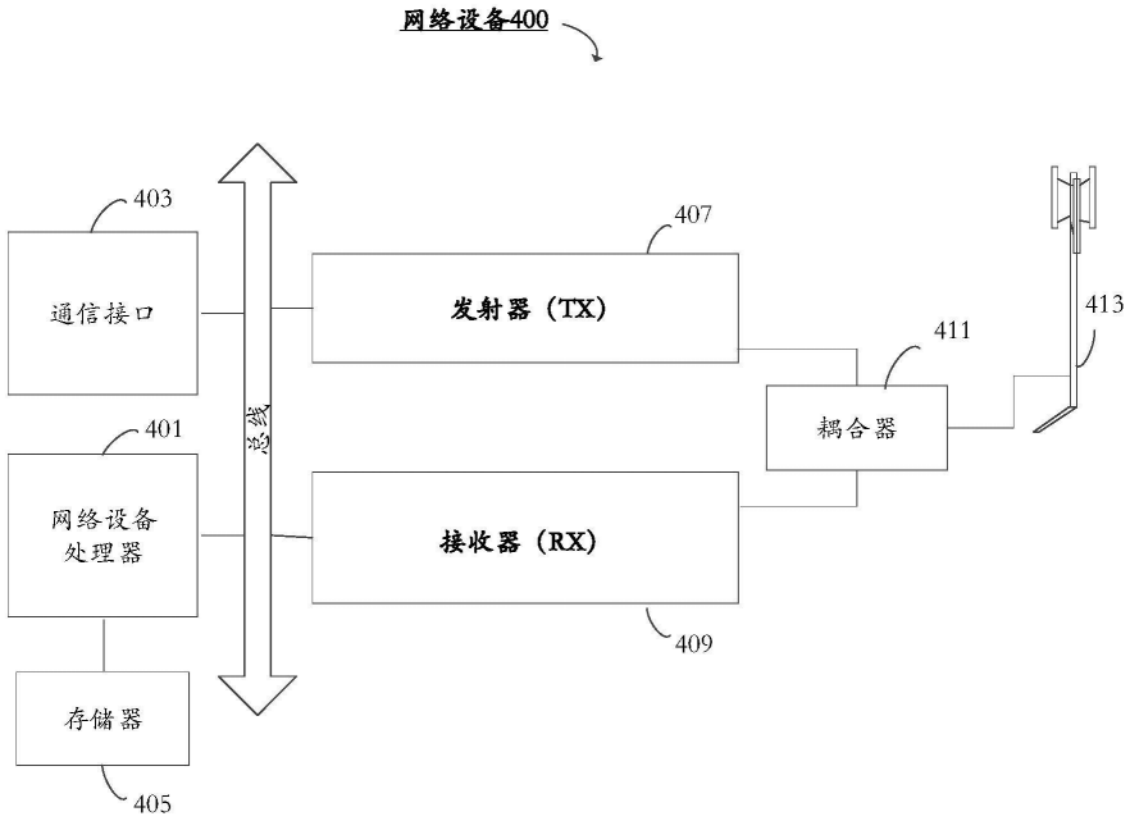 网络设备400
403
通信接口
407
发射器（TX）
413
411
耦合器
总线
401
网络设备
处理器
接收器（RX）
409
存储器
405